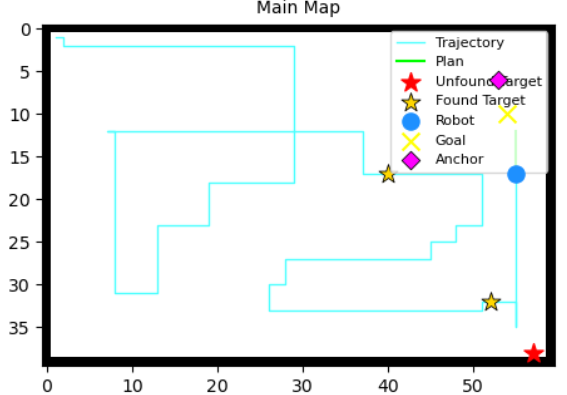 Main Map
Trajectory
Plan
Unfound Target
Found Target
Robot
Goal
Anchor
0
5
10
15
20
25
30
35
0
10
20
30
40
50